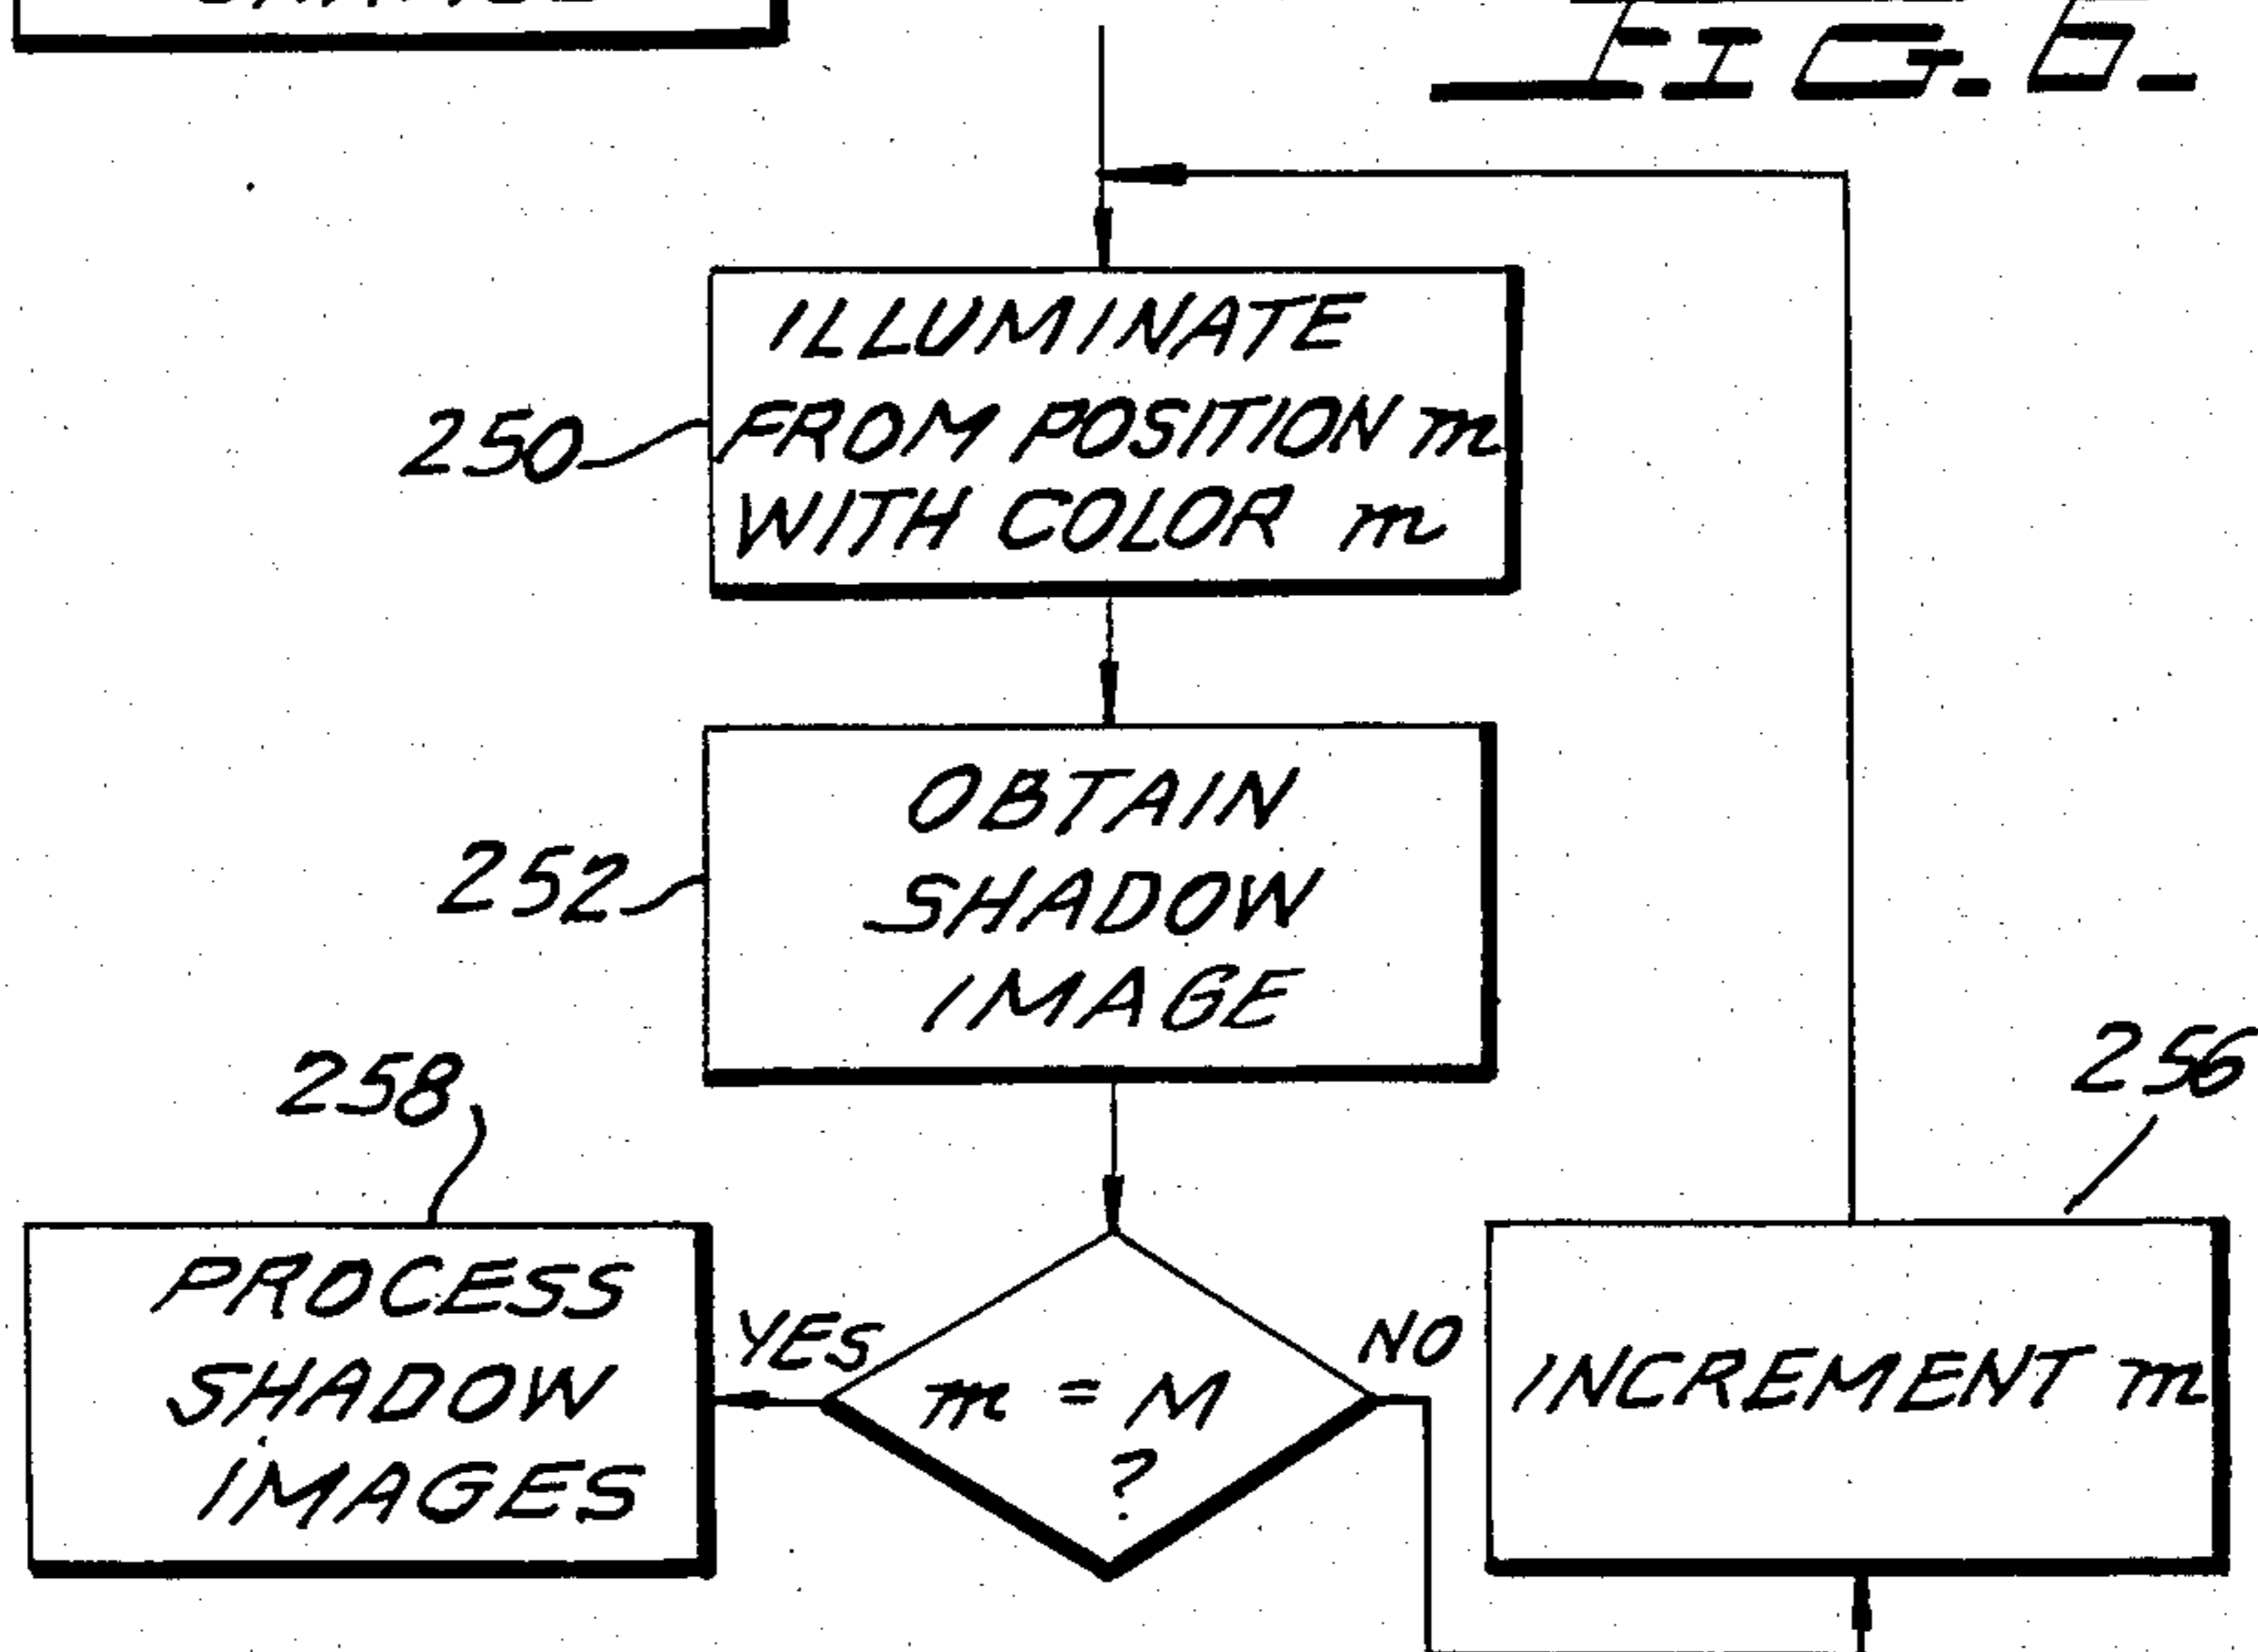 FIG. 6.
ILLUMINATE
FROM POSITION m
WITH COLOR m
250
OBTAIN
SHADOW
IMAGE
252
258
256
PROCESS
SHADOW
IMAGES
YES
m = M
?
NO
INCREMENT m